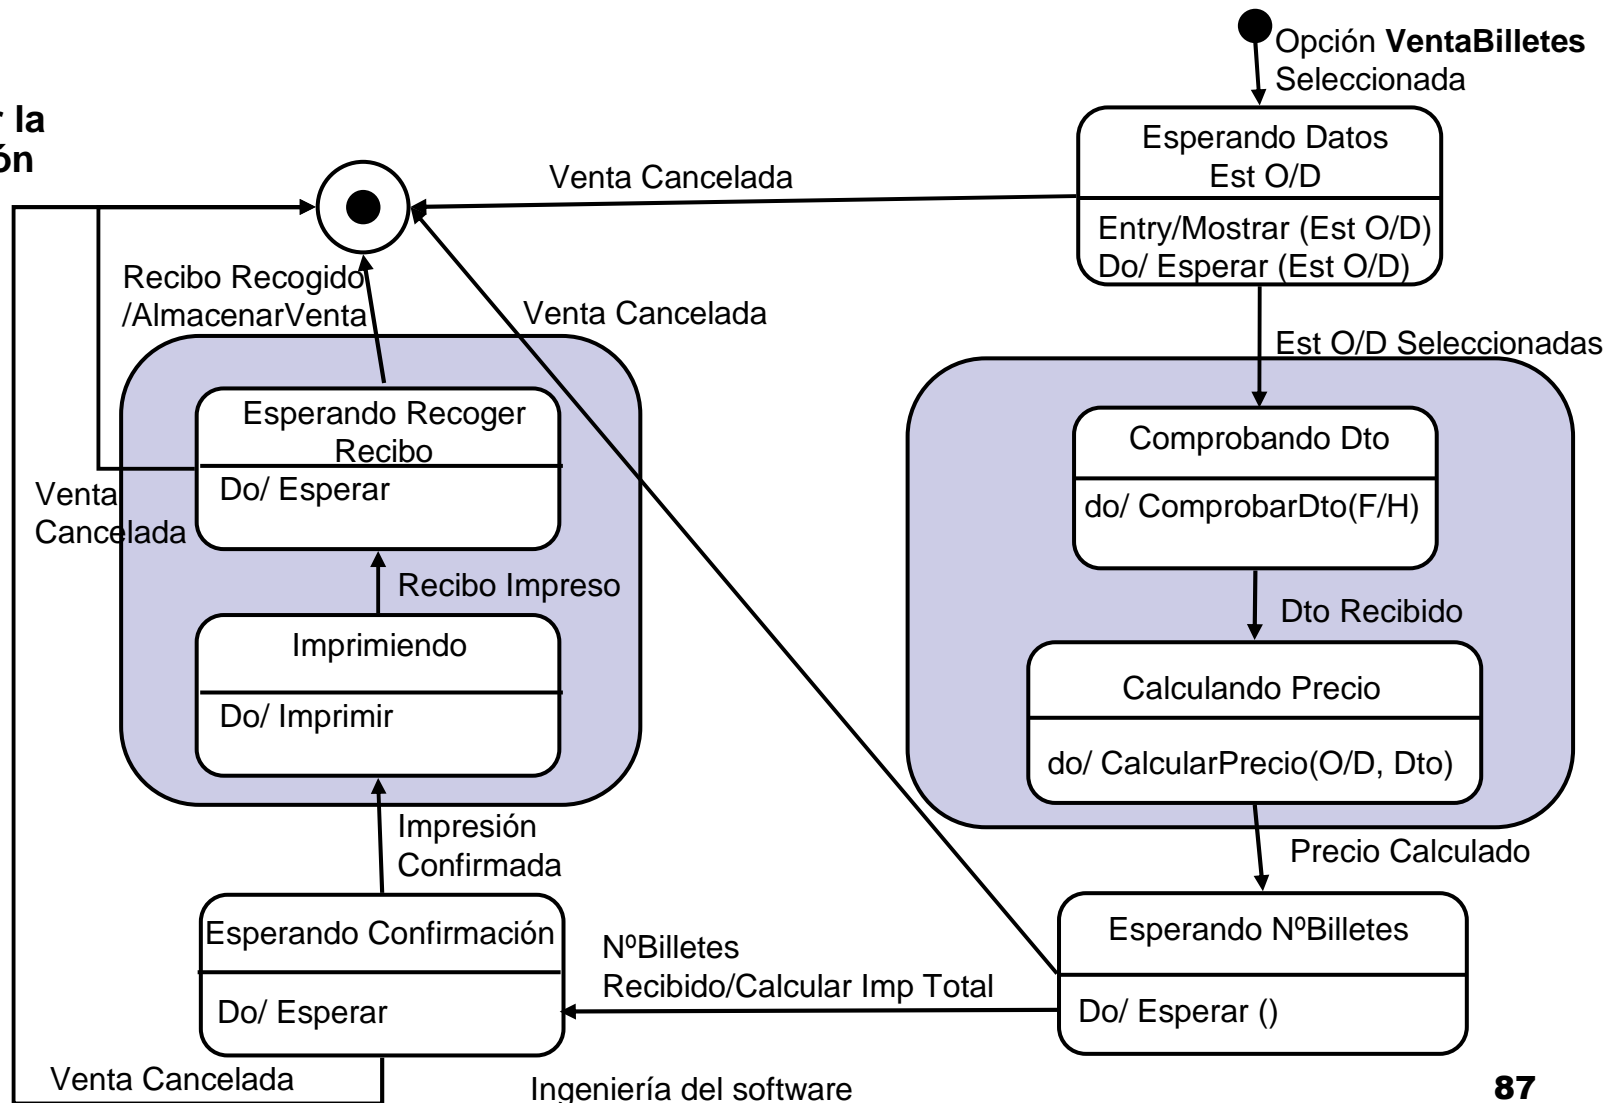 Opción VentaBilletes
Seleccionada
r la
ón
Esperando Datos
Est O/D
Entry/Mostrar (Est O/D)
Do/ Esperar (Est O/D)
Venta Cancelada
Recibo Recogido
/AlmacenarVenta
Venta Cancelada
Est O/D Seleccionadas
Esperando Recoger
Recibo
Do/ Esperar
Venta
Cancelada
Comprobando Dto
do/ ComprobarDto(F/H)
Recibo Impreso
Dto Recibido
Imprimiendo
Do/ Imprimir
Calculando Precio
do/ CalcularPrecio(O/D, Dto)
Impresión
Confirmada
Precio Calculado
Esperando Confirmación
Do/ Esperar
NºBilletes
Recibido/Calcular Imp Total
Esperando NºBilletes
Do/ Esperar ()
Venta Cancelada
Ingeniería del software
87